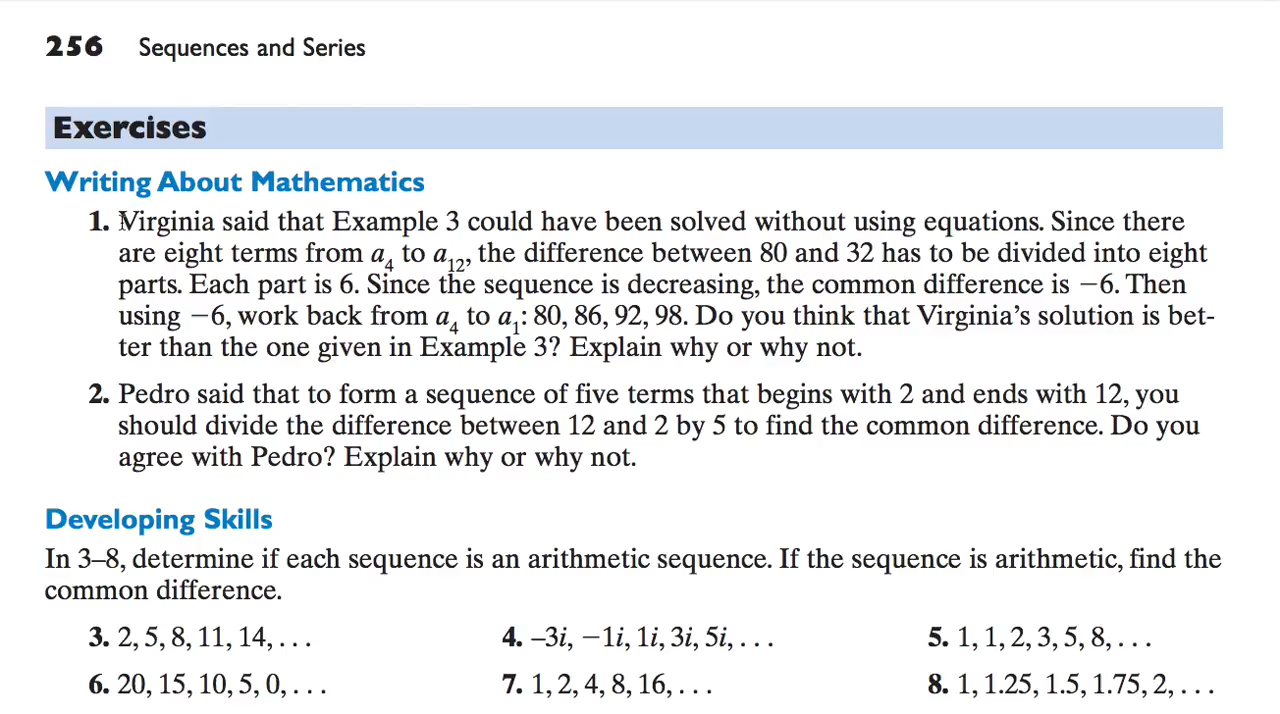 256 Sequences and Series
Exercises
Writing About Mathematics
1. Virginia said that Example 3 could have been solved without using equations. Since there
are eight terms from a₄ to a₁₂, the difference between 80 and 32 has to be divided into eight
parts. Each part is 6. Since the sequence is decreasing, the common difference is −6. Then
using −6, work back from a₄ to a₁: 80, 86, 92, 98. Do you think that Virginia’s solution is bet-
ter than the one given in Example 3? Explain why or why not.
2. Pedro said that to form a sequence of five terms that begins with 2 and ends with 12, you
should divide the difference between 12 and 2 by 5 to find the common difference. Do you
agree with Pedro? Explain why or why not.
Developing Skills
In 3–8, determine if each sequence is an arithmetic sequence. If the sequence is arithmetic, find the
common difference.
3. 2, 5, 8, 11, 14, . . . 4. –3i, −1i, 1i, 3i, 5i, . . . 5. 1, 1, 2, 3, 5, 8, . . .
6. 20, 15, 10, 5, 0, . . . 7. 1, 2, 4, 8, 16, . . . 8. 1, 1.25, 1.5, 1.75, 2, . . .